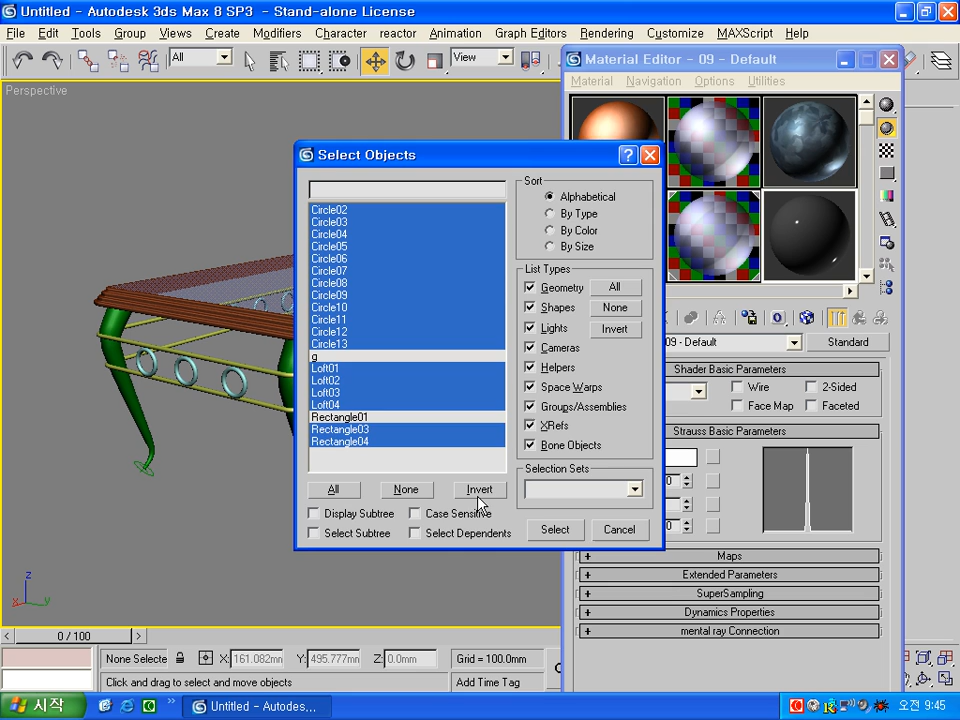 Untitled - Autodesk 3ds Max 8 SP3 - Stand-alone License
File Edit Tools Group Views Create Modifiers Character reactor Animation Graph Editors Rendering Customize MAXScript Help
All
View
Perspective
Material Editor - 09 - Default
Material Navigation Options Utilities
Select Objects
Circle02
Circle03
Circle04
Circle05
Circle06
Circle07
Circle08
Circle09
Circle10
Circle11
Circle12
Circle13
g
Loft01
Loft02
Loft03
Loft04
Rectangle01
Rectangle03
Rectangle04
All None Invert
Display Subtree Case Sensitive
Select Subtree Select Dependents
Sort
Alphabetical
By Type
By Color
By Size
List Types
Geometry All
Shapes None
Lights Invert
Cameras
Helpers
Space Warps
Groups/Assemblies
XRefs
Bone Objects
Selection Sets
Select Cancel
09 - Default Standard
Shader Basic Parameters
Wire 2-Sided
Face Map Faceted
Strauss Basic Parameters
+ Maps
+ Extended Parameters
+ SuperSampling
+ Dynamics Properties
+ mental ray Connection
z
x y
0 / 100
None Selecte X: 161.082mm Y: 495.777mm Z: 0.0mm Grid = 100.0mm
Click and drag to select and move objects Add Time Tag
시작 Untitled - Autodes... 오전 9:45